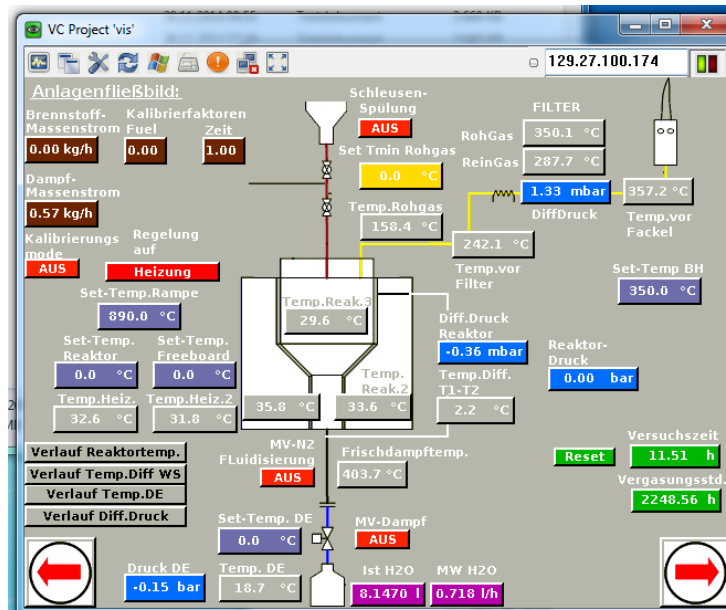 VC Project 'vis'
129.27.100.174
Anlagenfließbild:
Brennstoff-
Massenstrom
0.00 kg/h
Kalibrierfaktoren
Fuel
0.00
Zeit
1.00
Schleusen-
Spülung
AUS
FILTER
RohGas
350.1 °C
ReinGas
287.7 °C
Set Tmin Rohgas
0.0 °C
Dampf-
Massenstrom
0.57 kg/h
Temp.Rohgas
158.4 °C
1.33 mbar
DiffDruck
357.2 °C
Temp.vor
Fackel
Kalibrierungs
mode
AUS
Regelung
auf
Heizung
242.1 °C
Temp.vor
Filter
Set-Temp BH
350.0 °C
Set-Temp.Rampe
890.0 °C
Temp.Reak.3
29.6 °C
Diff.Druck
Reaktor
-0.36 mbar
Reaktor-
Druck
0.00 bar
Set-Temp.
Reaktor
0.0 °C
Set-Temp.
Freeboard
0.0 °C
Temp.Heiz.
32.6 °C
Temp.Heiz.2
31.8 °C
35.8 °C
Temp.
Reak.2
33.6 °C
Temp.Diff.
T1-T2
2.2 °C
Verlauf Reaktortemp.
Verlauf Temp.Diff WS
Verlauf Temp.DE
Verlauf Diff.Druck
MV-N2
FLuidisierung
AUS
Frischdampftemp.
403.7 °C
Reset
Versuchszeit
11.51 h
Vergasungsstd.
2248.56 h
Set-Temp. DE
0.0 °C
MV-Dampf
AUS
Druck DE
-0.15 bar
Temp. DE
18.7 °C
Ist H2O
8.1470 l
MW H2O
0.718 l/h